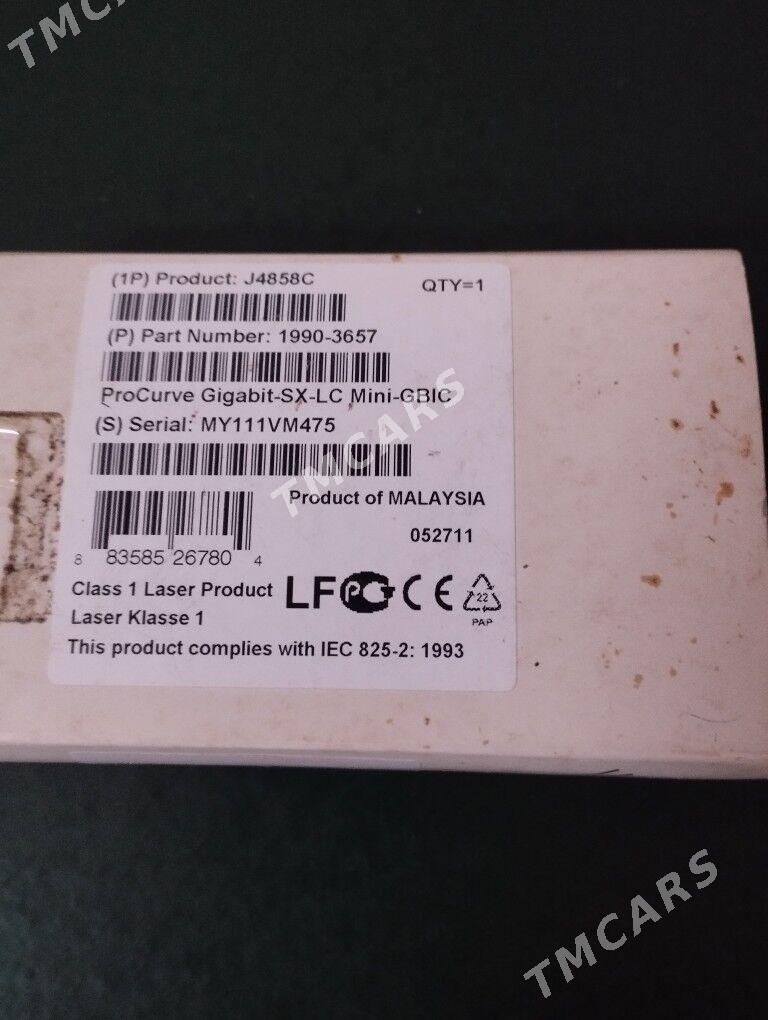 TMCARS
(1P) Product: J4858C
QTY=1
(P) Part Number: 1990-3657
ProCurve Gigabit-SX-LC Mini-GBIC
(S) Serial: MY111VM475
TMCARS
Product of MALAYSIA
052711
8 83585 26780 4
Class 1 Laser Product
LF PG CE 22
PAP
Laser Klasse 1
This product complies with IEC 825-2: 1993
TMCARS